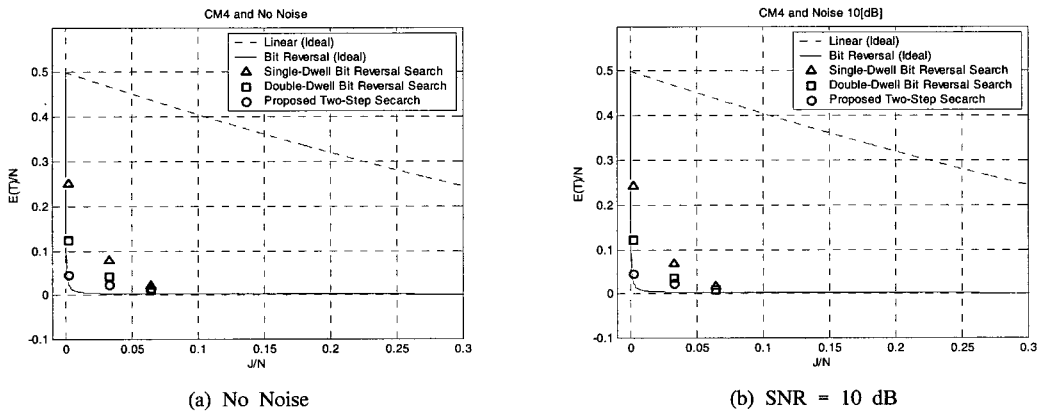 CM4 and No Noise
Linear (Ideal)
Bit Reversal (Ideal)
Single-Dwell Bit Reversal Search
Double-Dwell Bit Reversal Search
Proposed Two-Step Secarch
0.5
0.4
0.3
0.2
0.1
0
-0.1
E(T)/N
0
0.05
0.1
0.15
0.2
0.25
0.3
J/N
(a) No Noise
CM4 and Noise 10[dB]
Linear (Ideal)
Bit Reversal (Ideal)
Single-Dwell Bit Reversal Search
Double-Dwell Bit Reversal Search
Proposed Two-Step Secarch
0.5
0.4
0.3
0.2
0.1
0
-0.1
E(T)/N
0
0.05
0.1
0.15
0.2
0.25
0.3
J/N
(b) SNR = 10 dB